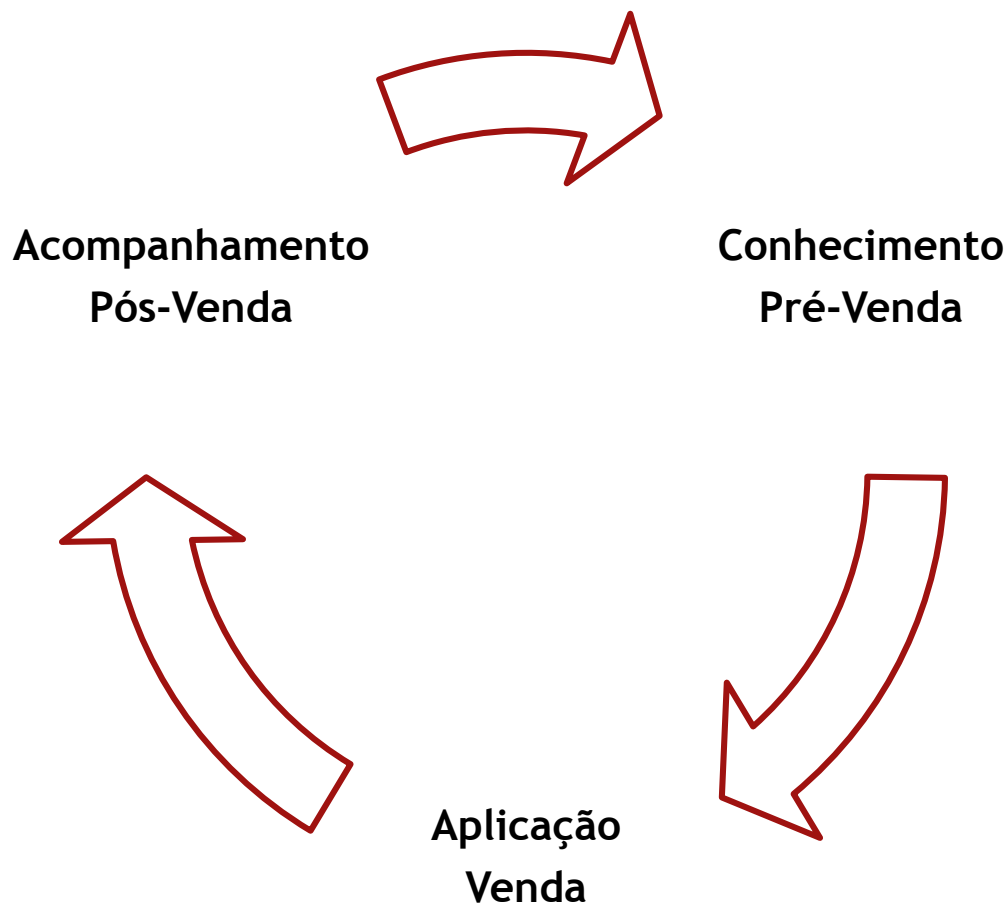 Acompanhamento
Pós-Venda
Conhecimento
Pré-Venda
Aplicação
Venda